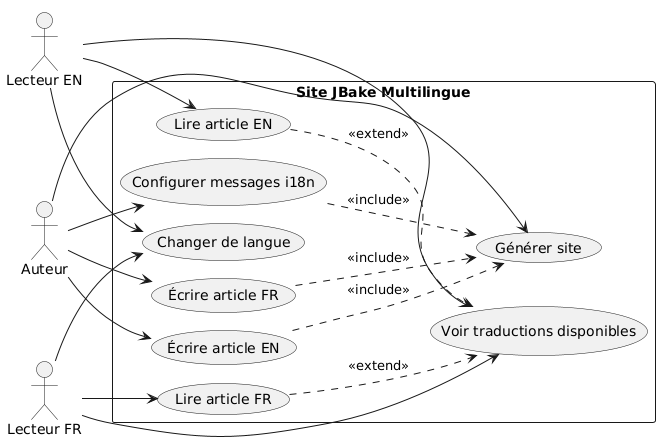 Lecteur EN
Site JBake Multilingue
Lire article EN
«extend»
Configurer messages i18n
«include»
Changer de langue
Générer site
Auteur
«include»
Écrire article FR
«include»
Écrire article EN
Voir traductions disponibles
«extend»
Lire article FR
Lecteur FR